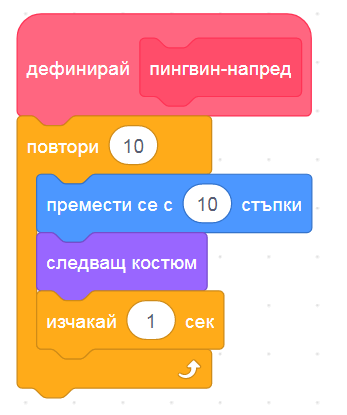 дефинирай пингвин-напред
повтори 10
премести се с 10 стъпки
следващ костюм
изчакай 1 сек